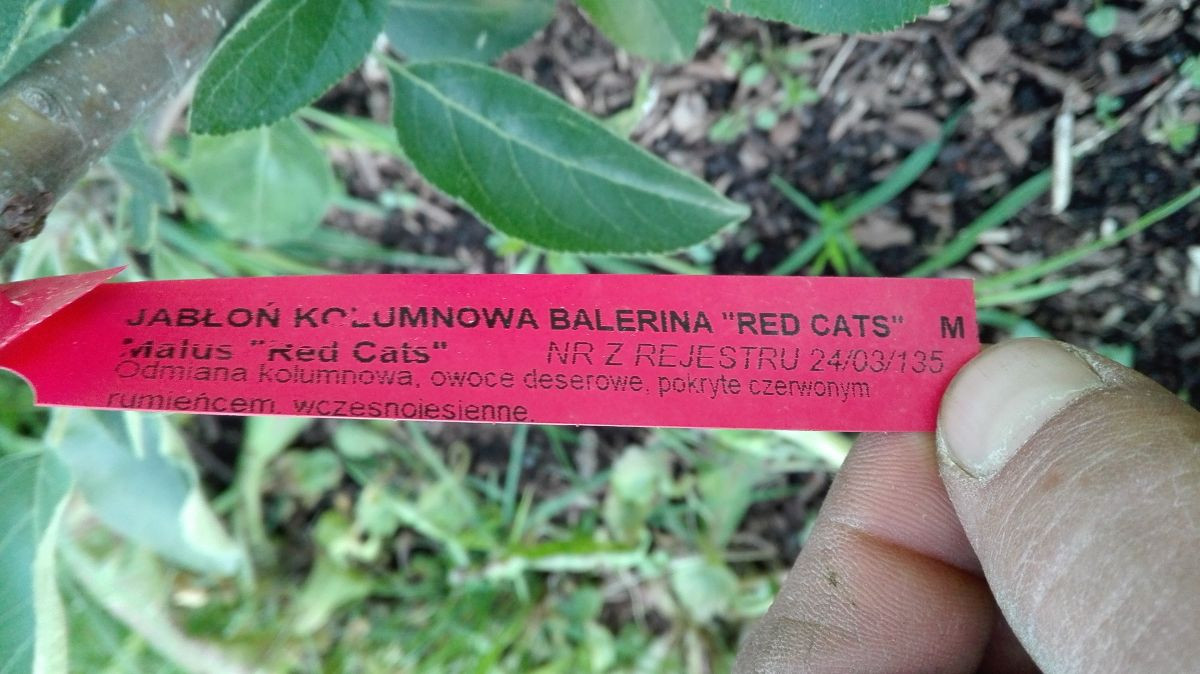 JABŁOŃ KOLUMNOWA BALERINA "RED CATS" M
Malus "Red Cats" NR Z REJESTRU 24/03/135
Odmiana kolumnowa, owoce deserowe, pokryte czerwonym
rumieńcem, wczesnojesienne.